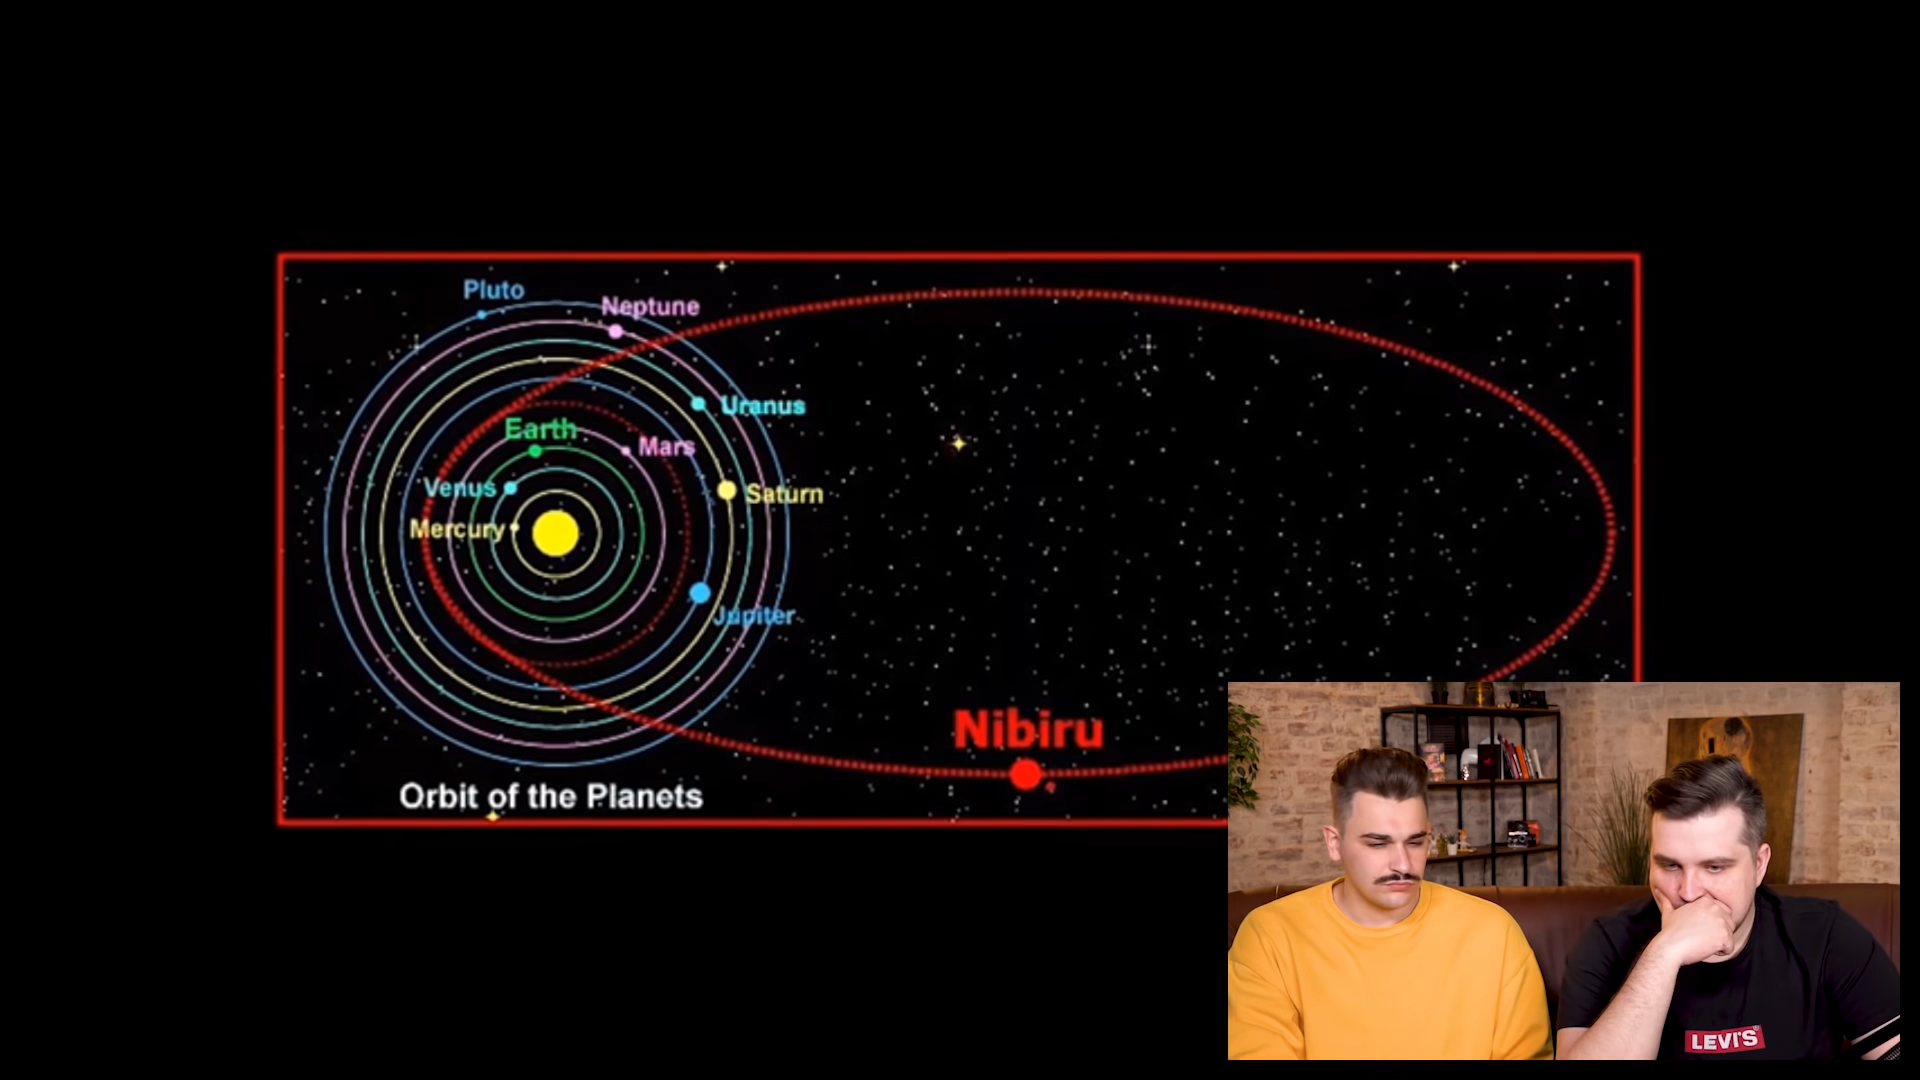 Pluto
Neptune
Uranus
Earth
Mars
Venus
Saturn
Mercury
Jupiter
Nibiru
Orbit of the Planets
LEVI'S